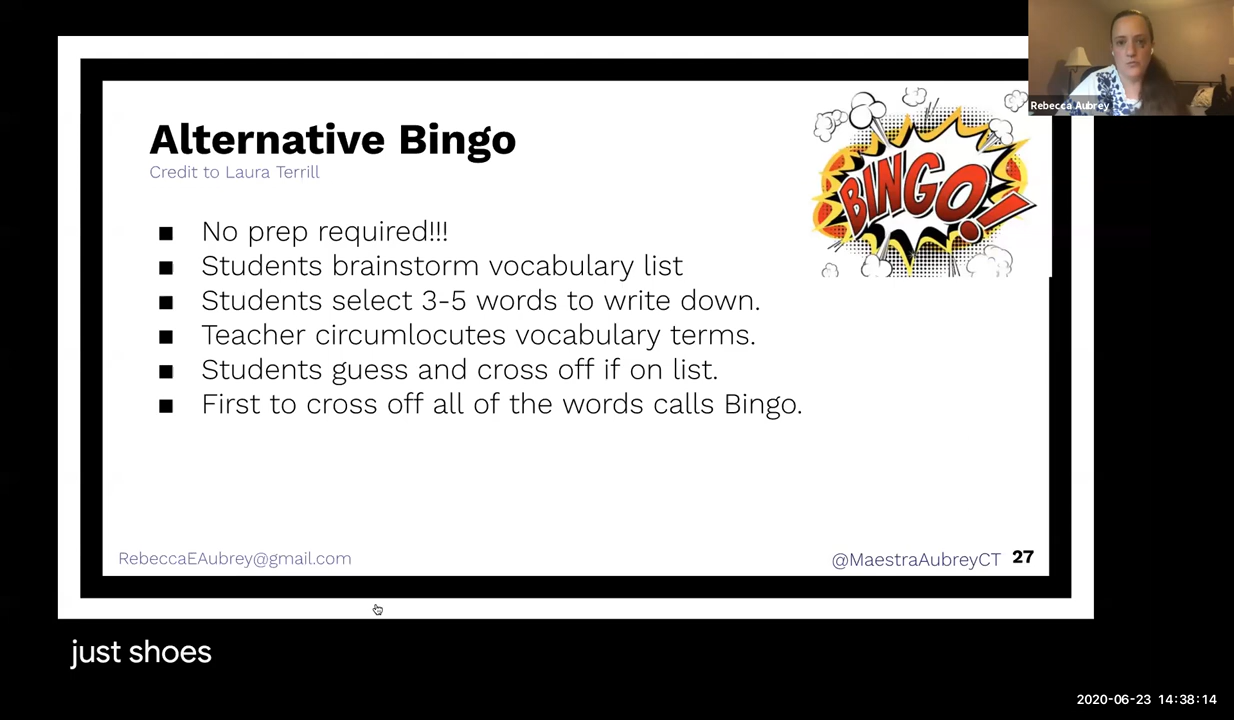 Rebecca Aubrey
Alternative Bingo
Credit to Laura Terrill
BINGO!
■ No prep required!!!
■ Students brainstorm vocabulary list
■ Students select 3-5 words to write down.
■ Teacher circumlocutes vocabulary terms.
■ Students guess and cross off if on list.
■ First to cross off all of the words calls Bingo.
RebeccaEAubrey@gmail.com
@MaestraAubreyCT 27
just shoes
2020-06-23 14:38:14